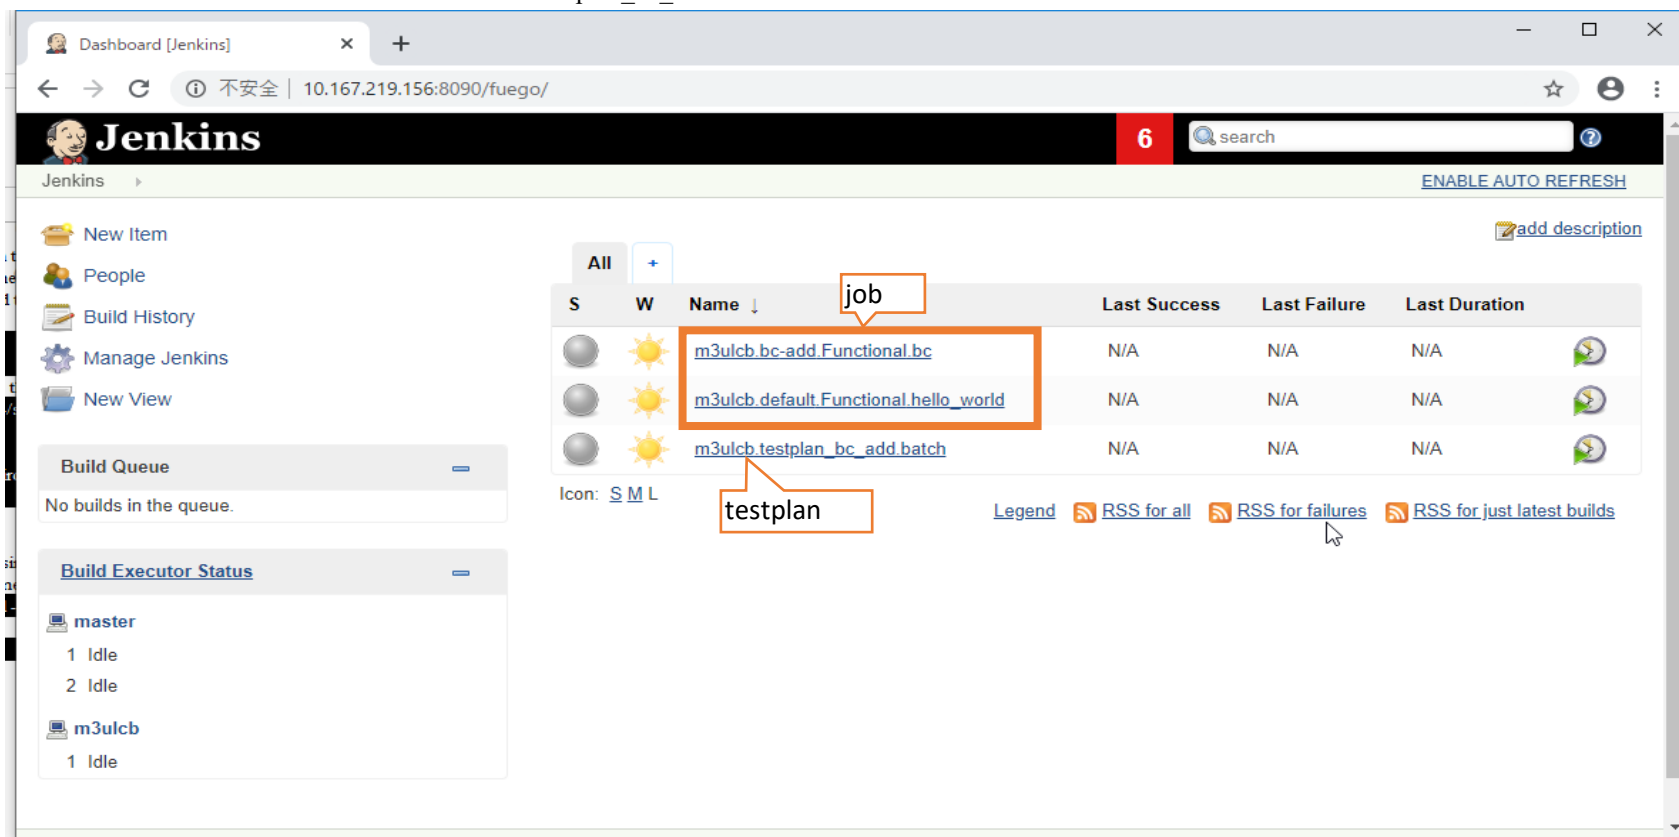 Dashboard [Jenkins]
不安全 | 10.167.219.156:8090/fuego/
Jenkins
6
search
Jenkins
ENABLE AUTO REFRESH
New Item
People
Build History
Manage Jenkins
New View
add description
All +
job
S W Name ↓ Last Success Last Failure Last Duration
m3ulcb.bc-add.Functional.bc N/A N/A N/A
m3ulcb.default.Functional.hello_world N/A N/A N/A
m3ulcb.testplan_bc_add.batch N/A N/A N/A
Icon: S M L
testplan
Legend RSS for all RSS for failures RSS for just latest builds
Build Queue
No builds in the queue.
Build Executor Status
master
1 Idle
2 Idle
m3ulcb
1 Idle